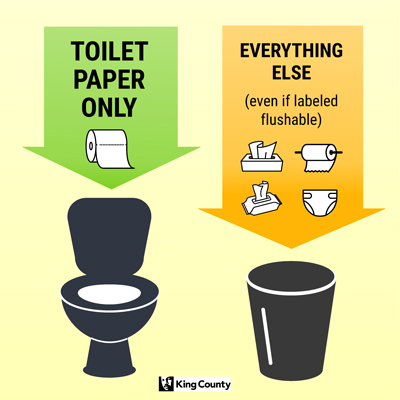 TOILET
PAPER
ONLY
EVERYTHING
ELSE
(even if labeled
flushable)
King County